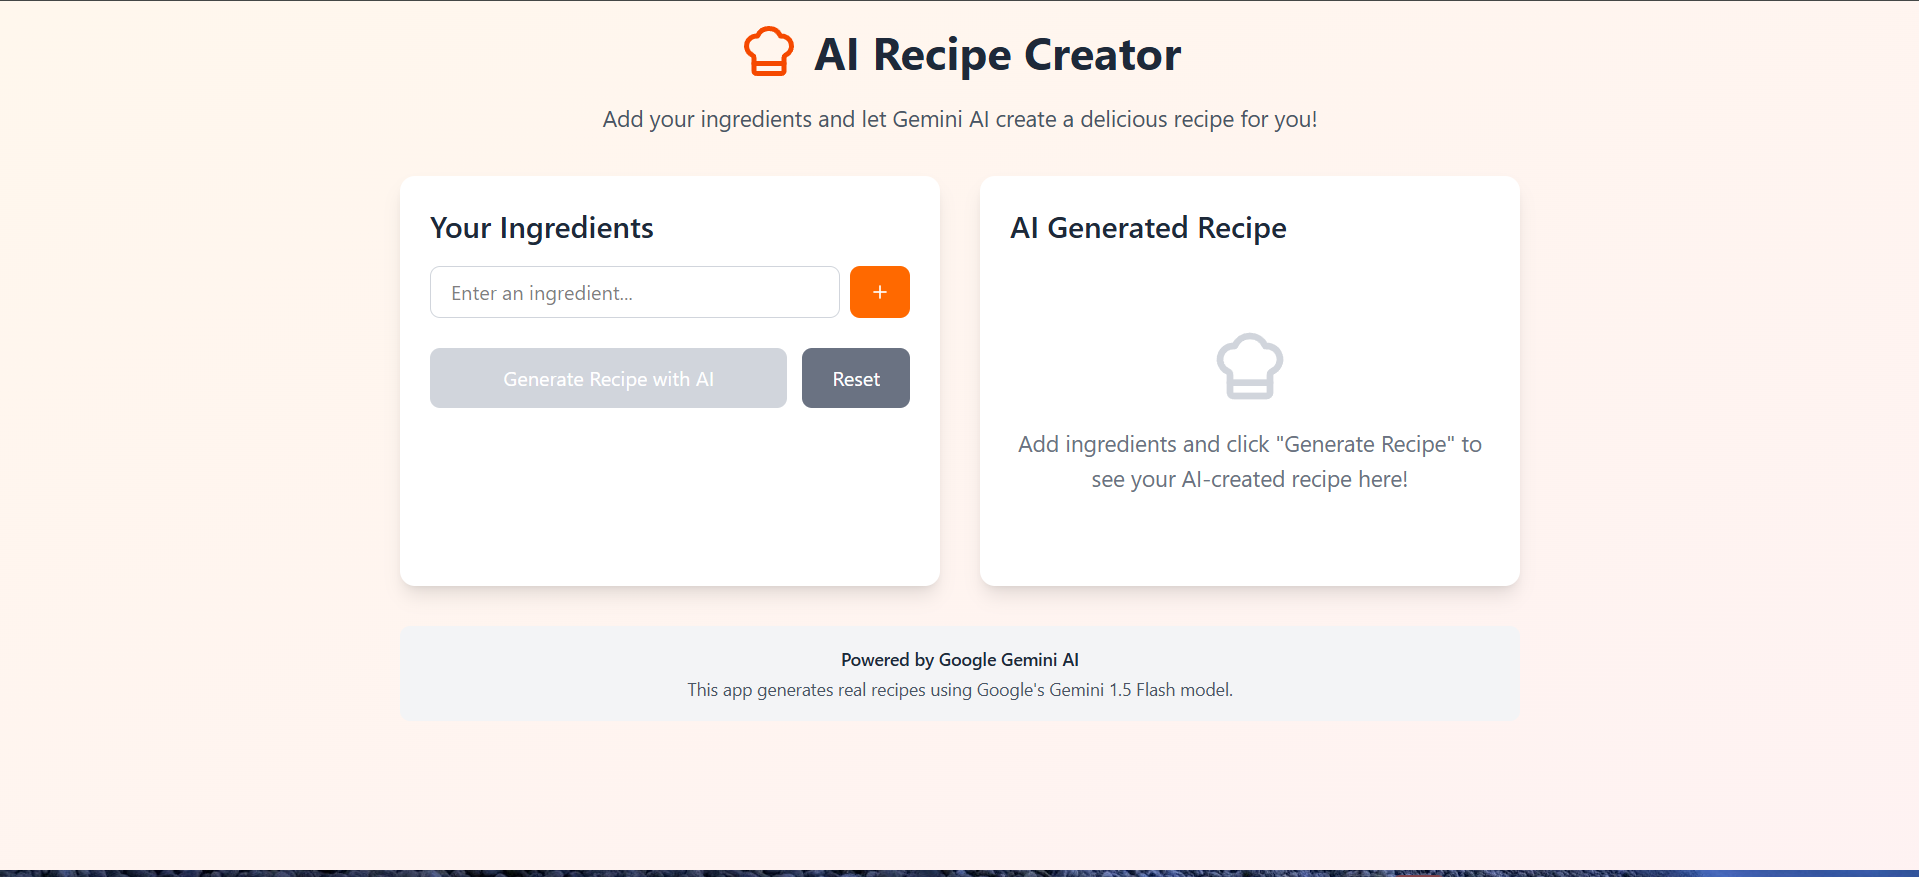 AI Recipe Creator
Add your ingredients and let Gemini AI create a delicious recipe for you!
Your Ingredients
Enter an ingredient...
+
Generate Recipe with AI
Reset
AI Generated Recipe
Add ingredients and click "Generate Recipe" to
see your AI-created recipe here!
Powered by Google Gemini AI
This app generates real recipes using Google's Gemini 1.5 Flash model.